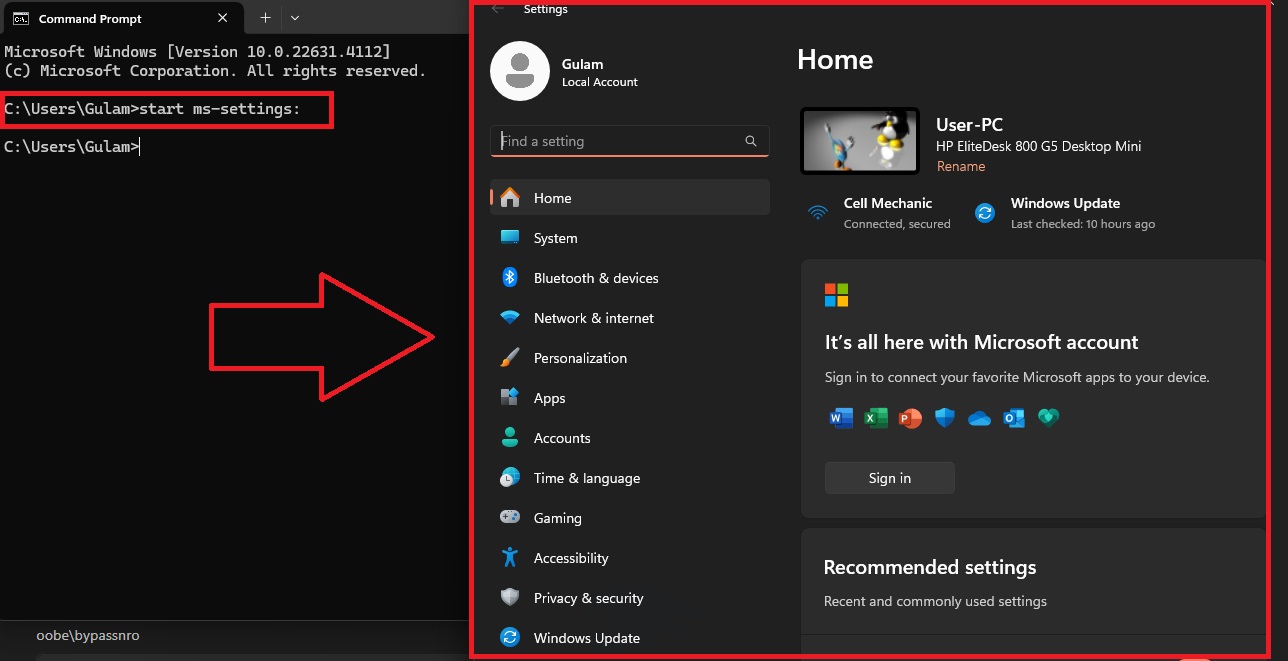 Command Prompt
Microsoft Windows [Version 10.0.22631.4112]
(c) Microsoft Corporation. All rights reserved.
C:\Users\Gulam>start ms-settings:
C:\Users\Gulam>
oobe\bypassnro
Settings
Gulam
Local Account
Find a setting
Home
System
Bluetooth & devices
Network & internet
Personalization
Apps
Accounts
Time & language
Gaming
Accessibility
Privacy & security
Windows Update
Home
User-PC
HP EliteDesk 800 G5 Desktop Mini
Rename
Cell Mechanic
Connected, secured
Windows Update
Last checked: 10 hours ago
It's all here with Microsoft account
Sign in to connect your favorite Microsoft apps to your device.
Sign in
Recommended settings
Recent and commonly used settings